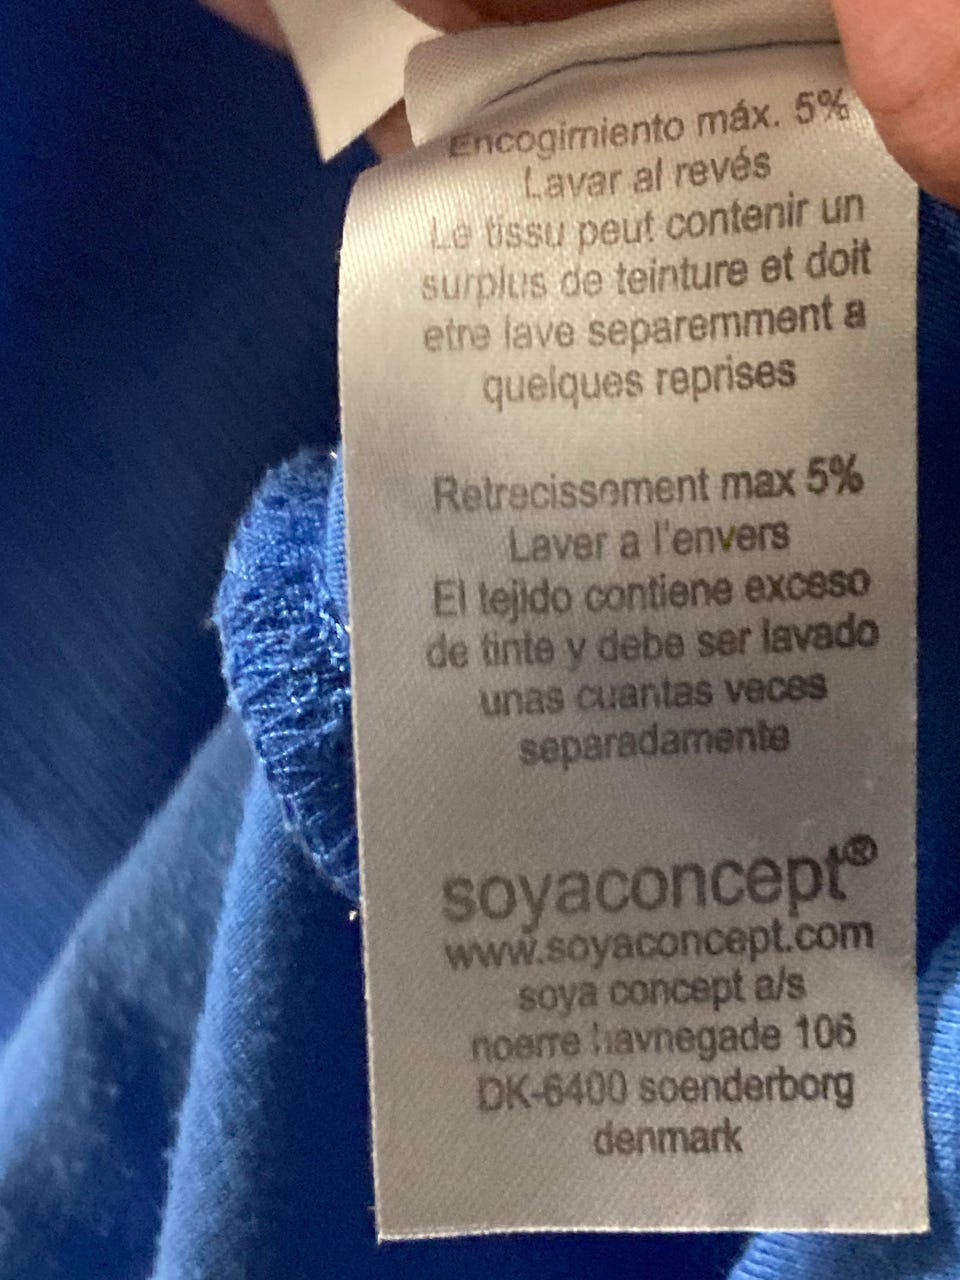 Encogimiento máx. 5%
Lavar al revés
Le tissu peut contenir un
surplus de teinture et doit
etre lave separemment a
quelques reprises
Retrecissement max 5%
Laver a l'envers
El tejido contiene exceso
de tinte y debe ser lavado
unas cuantas veces
separadamente
soyaconcept®
www.soyaconcept.com
soya concept a/s
noerre havnegade 106
DK-6400 soenderborg
denmark